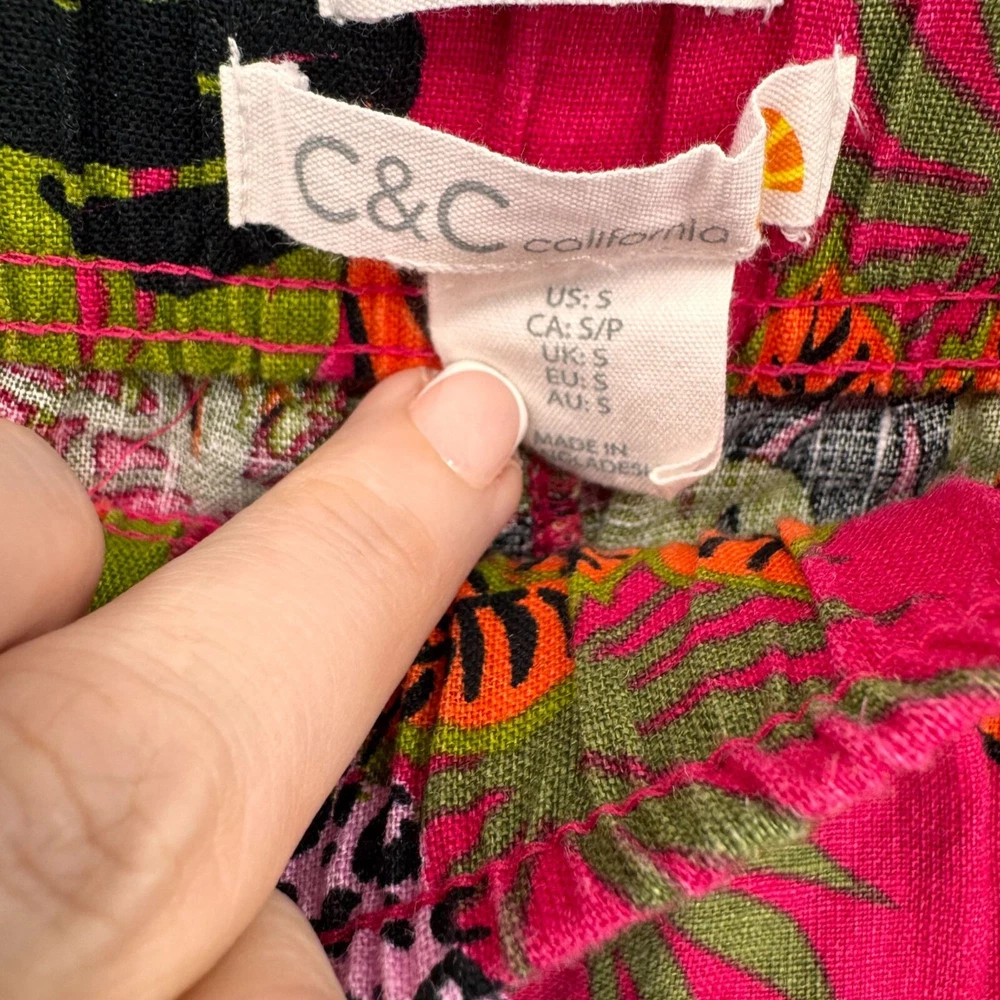 C&C california
US: S
CA: S/P
UK: S
EU: S
AU: S
MADE IN